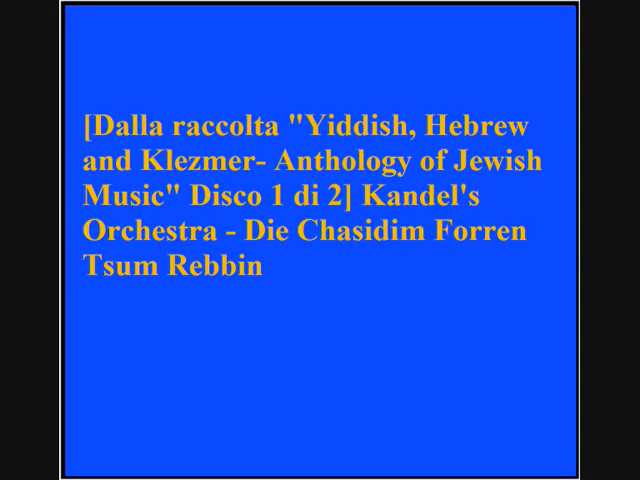 [Dalla raccolta "Yiddish, Hebrew
and Klezmer- Anthology of Jewish
Music" Disco 1 di 2] Kandel's
Orchestra - Die Chasidim Forren
Tsum Rebbin